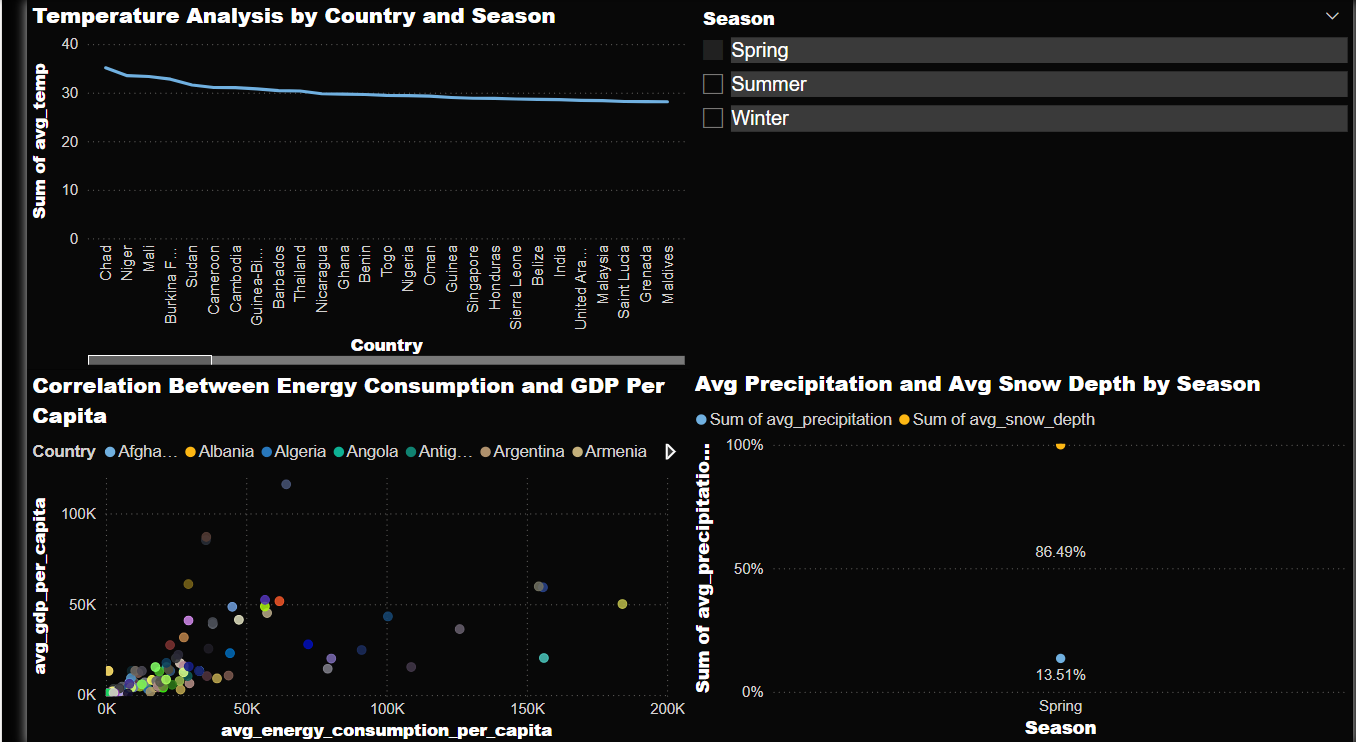 Temperature Analysis by Country and Season
Sum of avg_temp
40
30
20
10
0
Chad
Niger
Mali
Burkina F...
Sudan
Cameroon
Cambodia
Guinea-Bi...
Barbados
Thailand
Nicaragua
Ghana
Benin
Togo
Nigeria
Oman
Guinea
Singapore
Honduras
Sierra Leone
Belize
India
United Ara...
Malaysia
Saint Lucia
Grenada
Maldives
Country
Season
Spring
Summer
Winter
Correlation Between Energy Consumption and GDP Per
Capita
Country Afgha... Albania Algeria Angola Antig... Argentina Armenia
avg_gdp_per_capita
100K
50K
0K
0K 50K 100K 150K 200K
avg_energy_consumption_per_capita
Avg Precipitation and Avg Snow Depth by Season
Sum of avg_precipitation Sum of avg_snow_depth
Sum of avg_precipitatio...
100%
50%
0%
86.49%
13.51%
Spring
Season